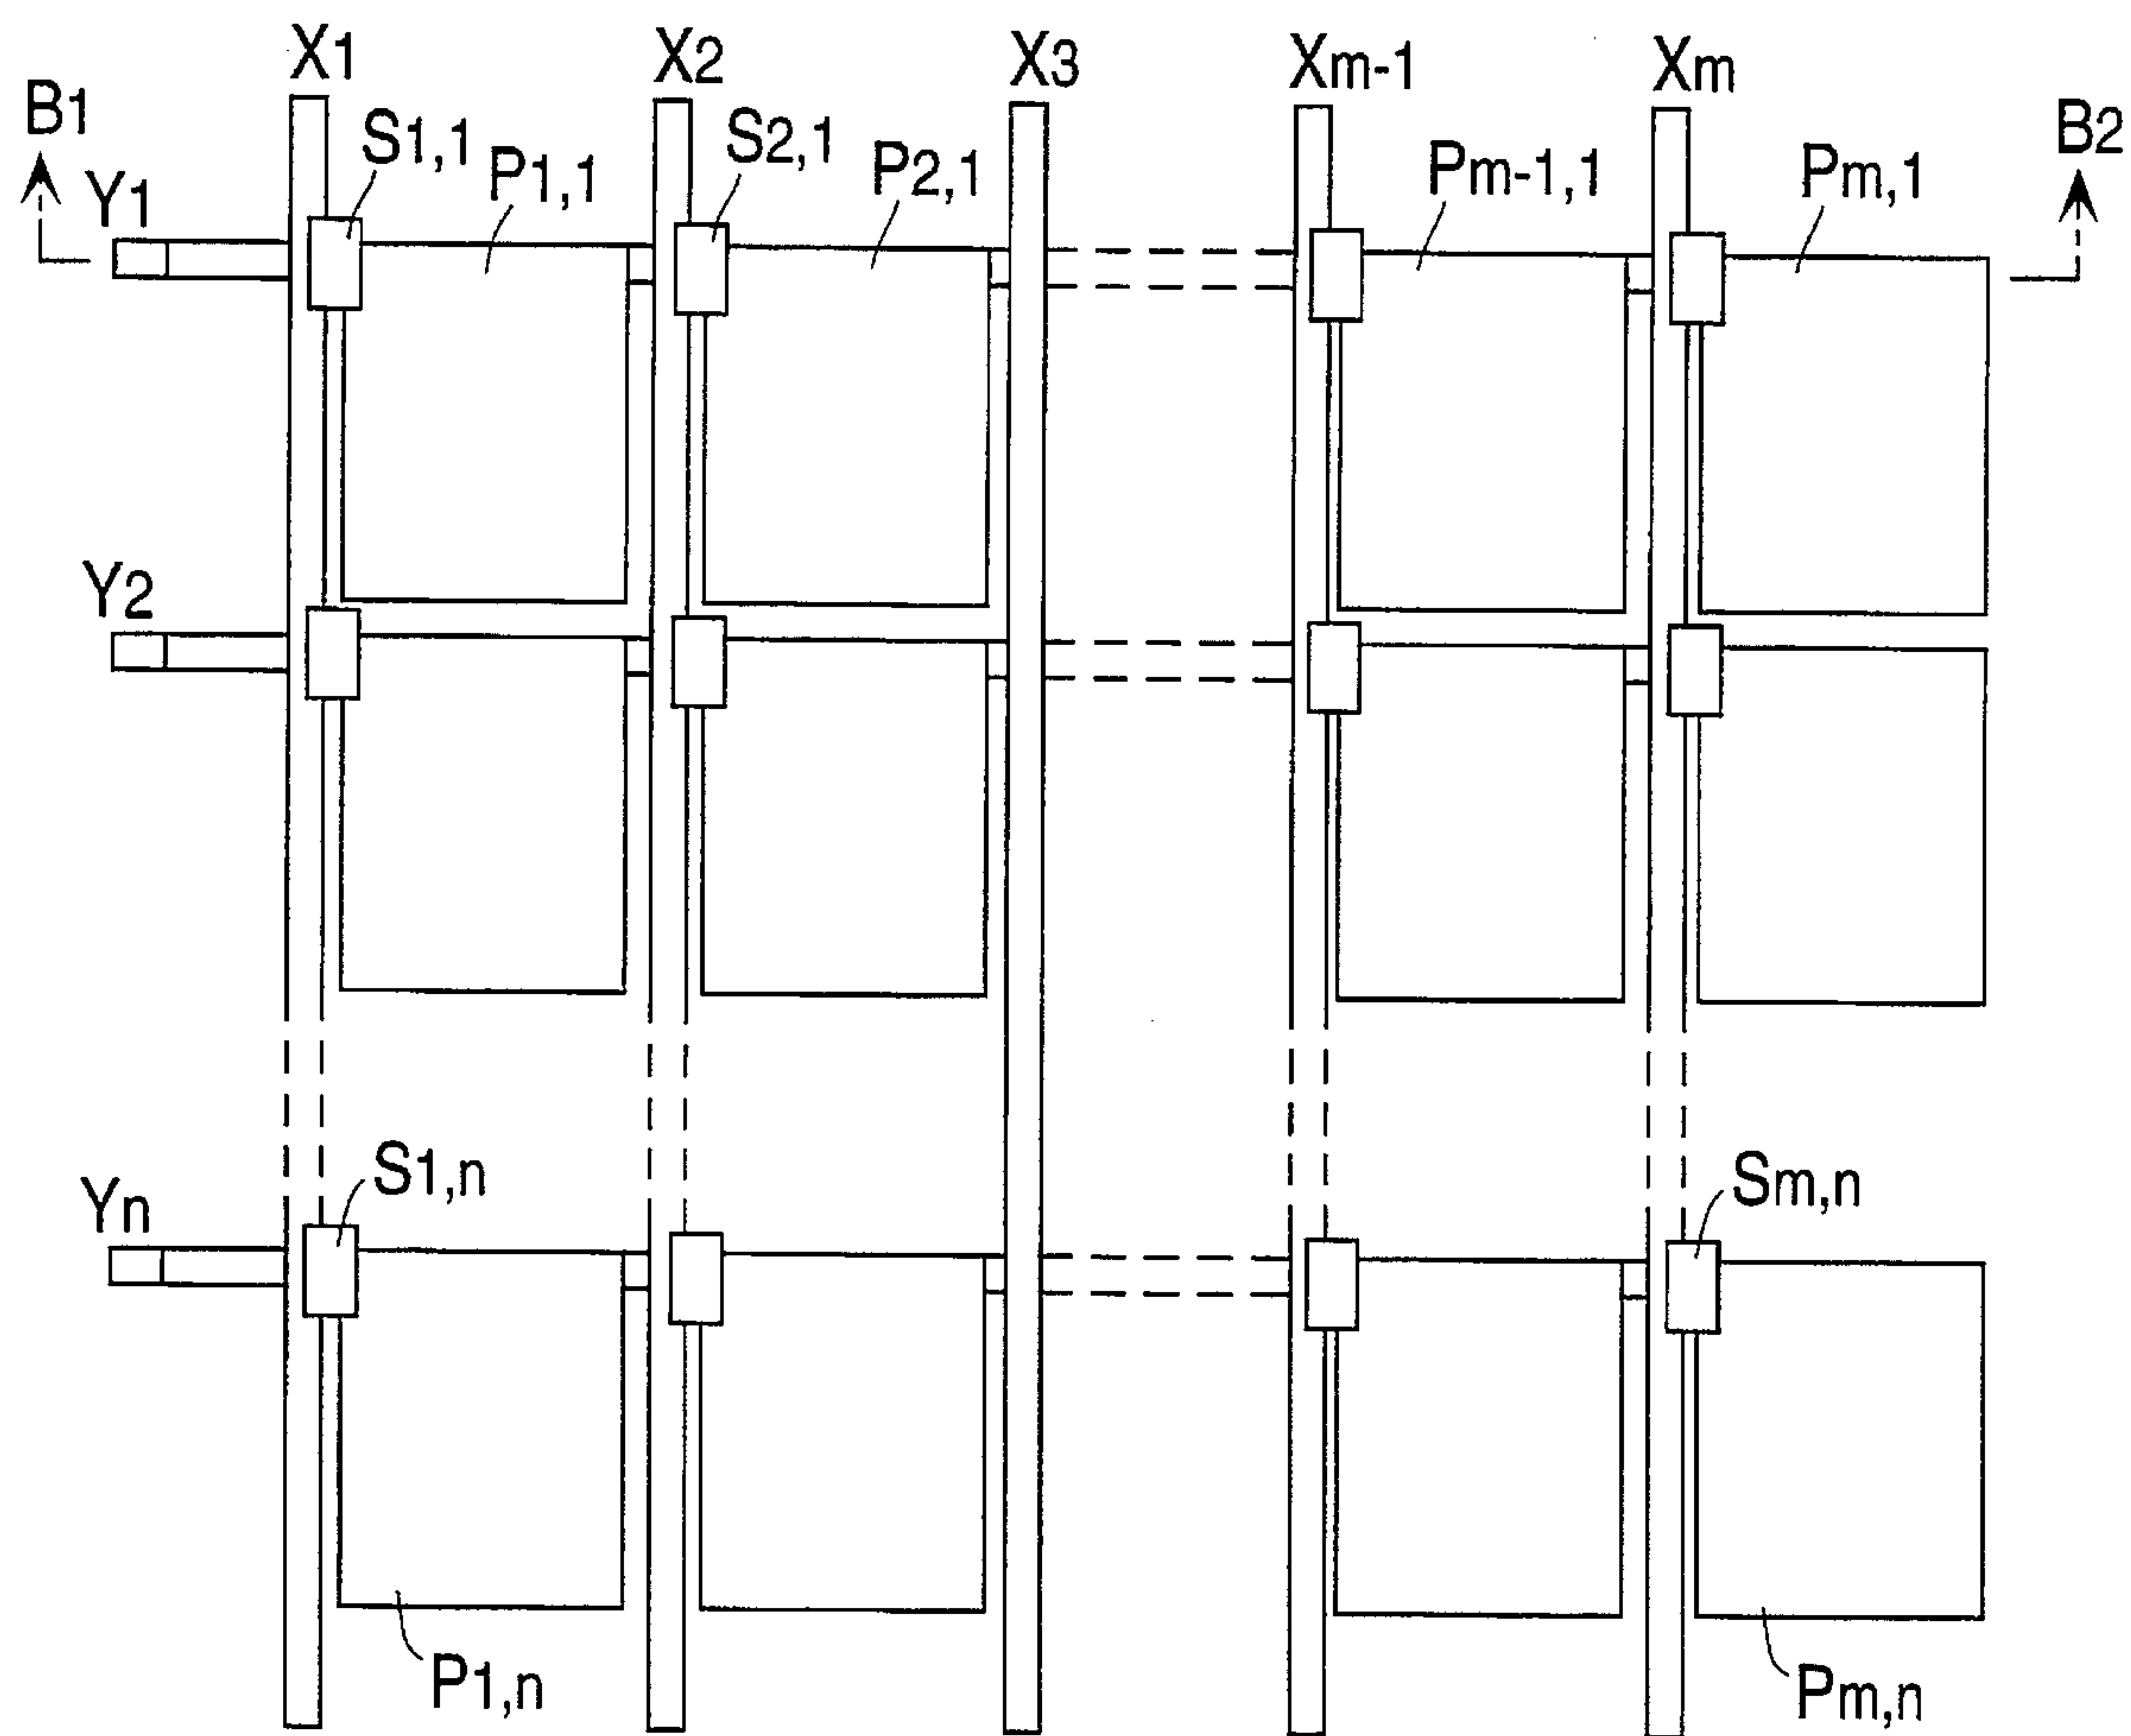 X1 X2 X3 Xm-1 Xm
B1 S1,1 P1,1 S2,1 P2,1 Pm-1,1 Pm,1 B2
Y1
Y2
Yn S1,n Sm,n
P1,n Pm,n